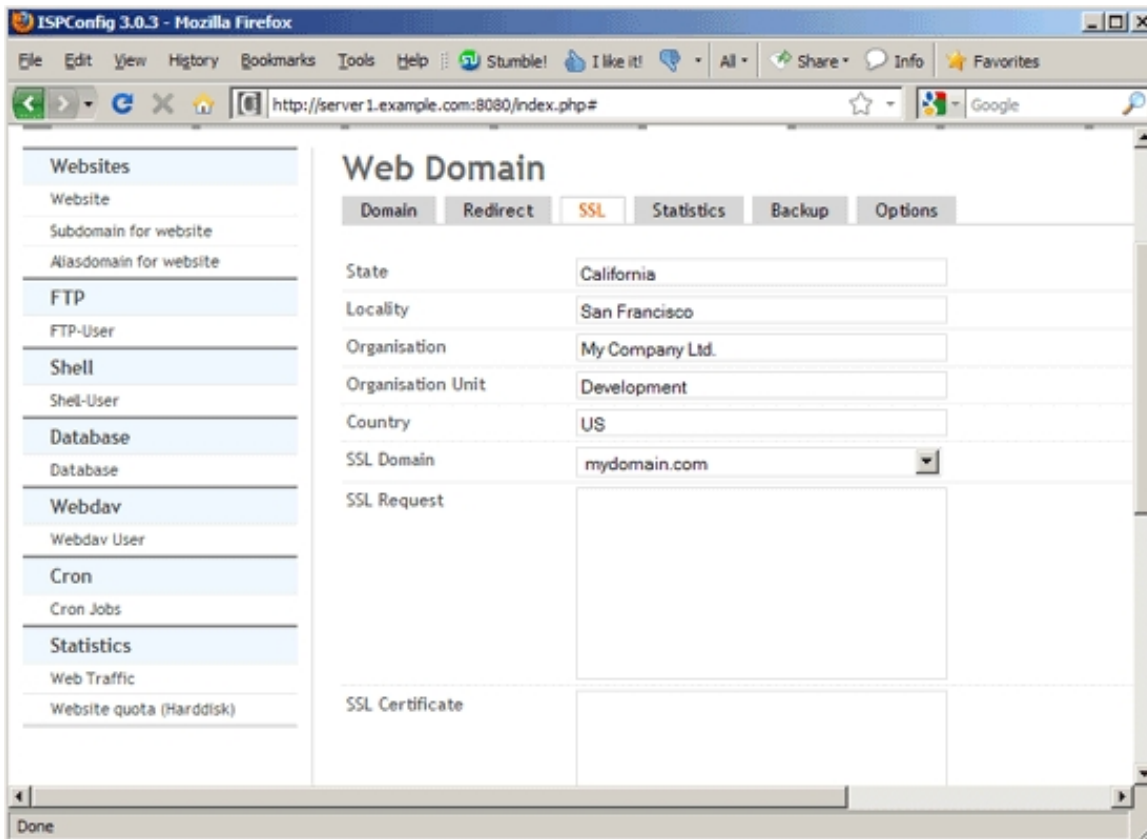 ISPConfig 3.0.3 - Mozilla Firefox
File Edit View History Bookmarks Tools Help Stumble! I like it! All Share Info Favorites
http://server1.example.com:8080/index.php# Google
Websites
Website
Subdomain for website
Aliasdomain for website
FTP
FTP-User
Shell
Shell-User
Database
Database
Webdav
Webdav User
Cron
Cron Jobs
Statistics
Web Traffic
Website quota (Harddisk)
Web Domain
Domain Redirect SSL Statistics Backup Options
State California
Locality San Francisco
Organisation My Company Ltd.
Organisation Unit Development
Country US
SSL Domain mydomain.com
SSL Request
SSL Certificate
Done